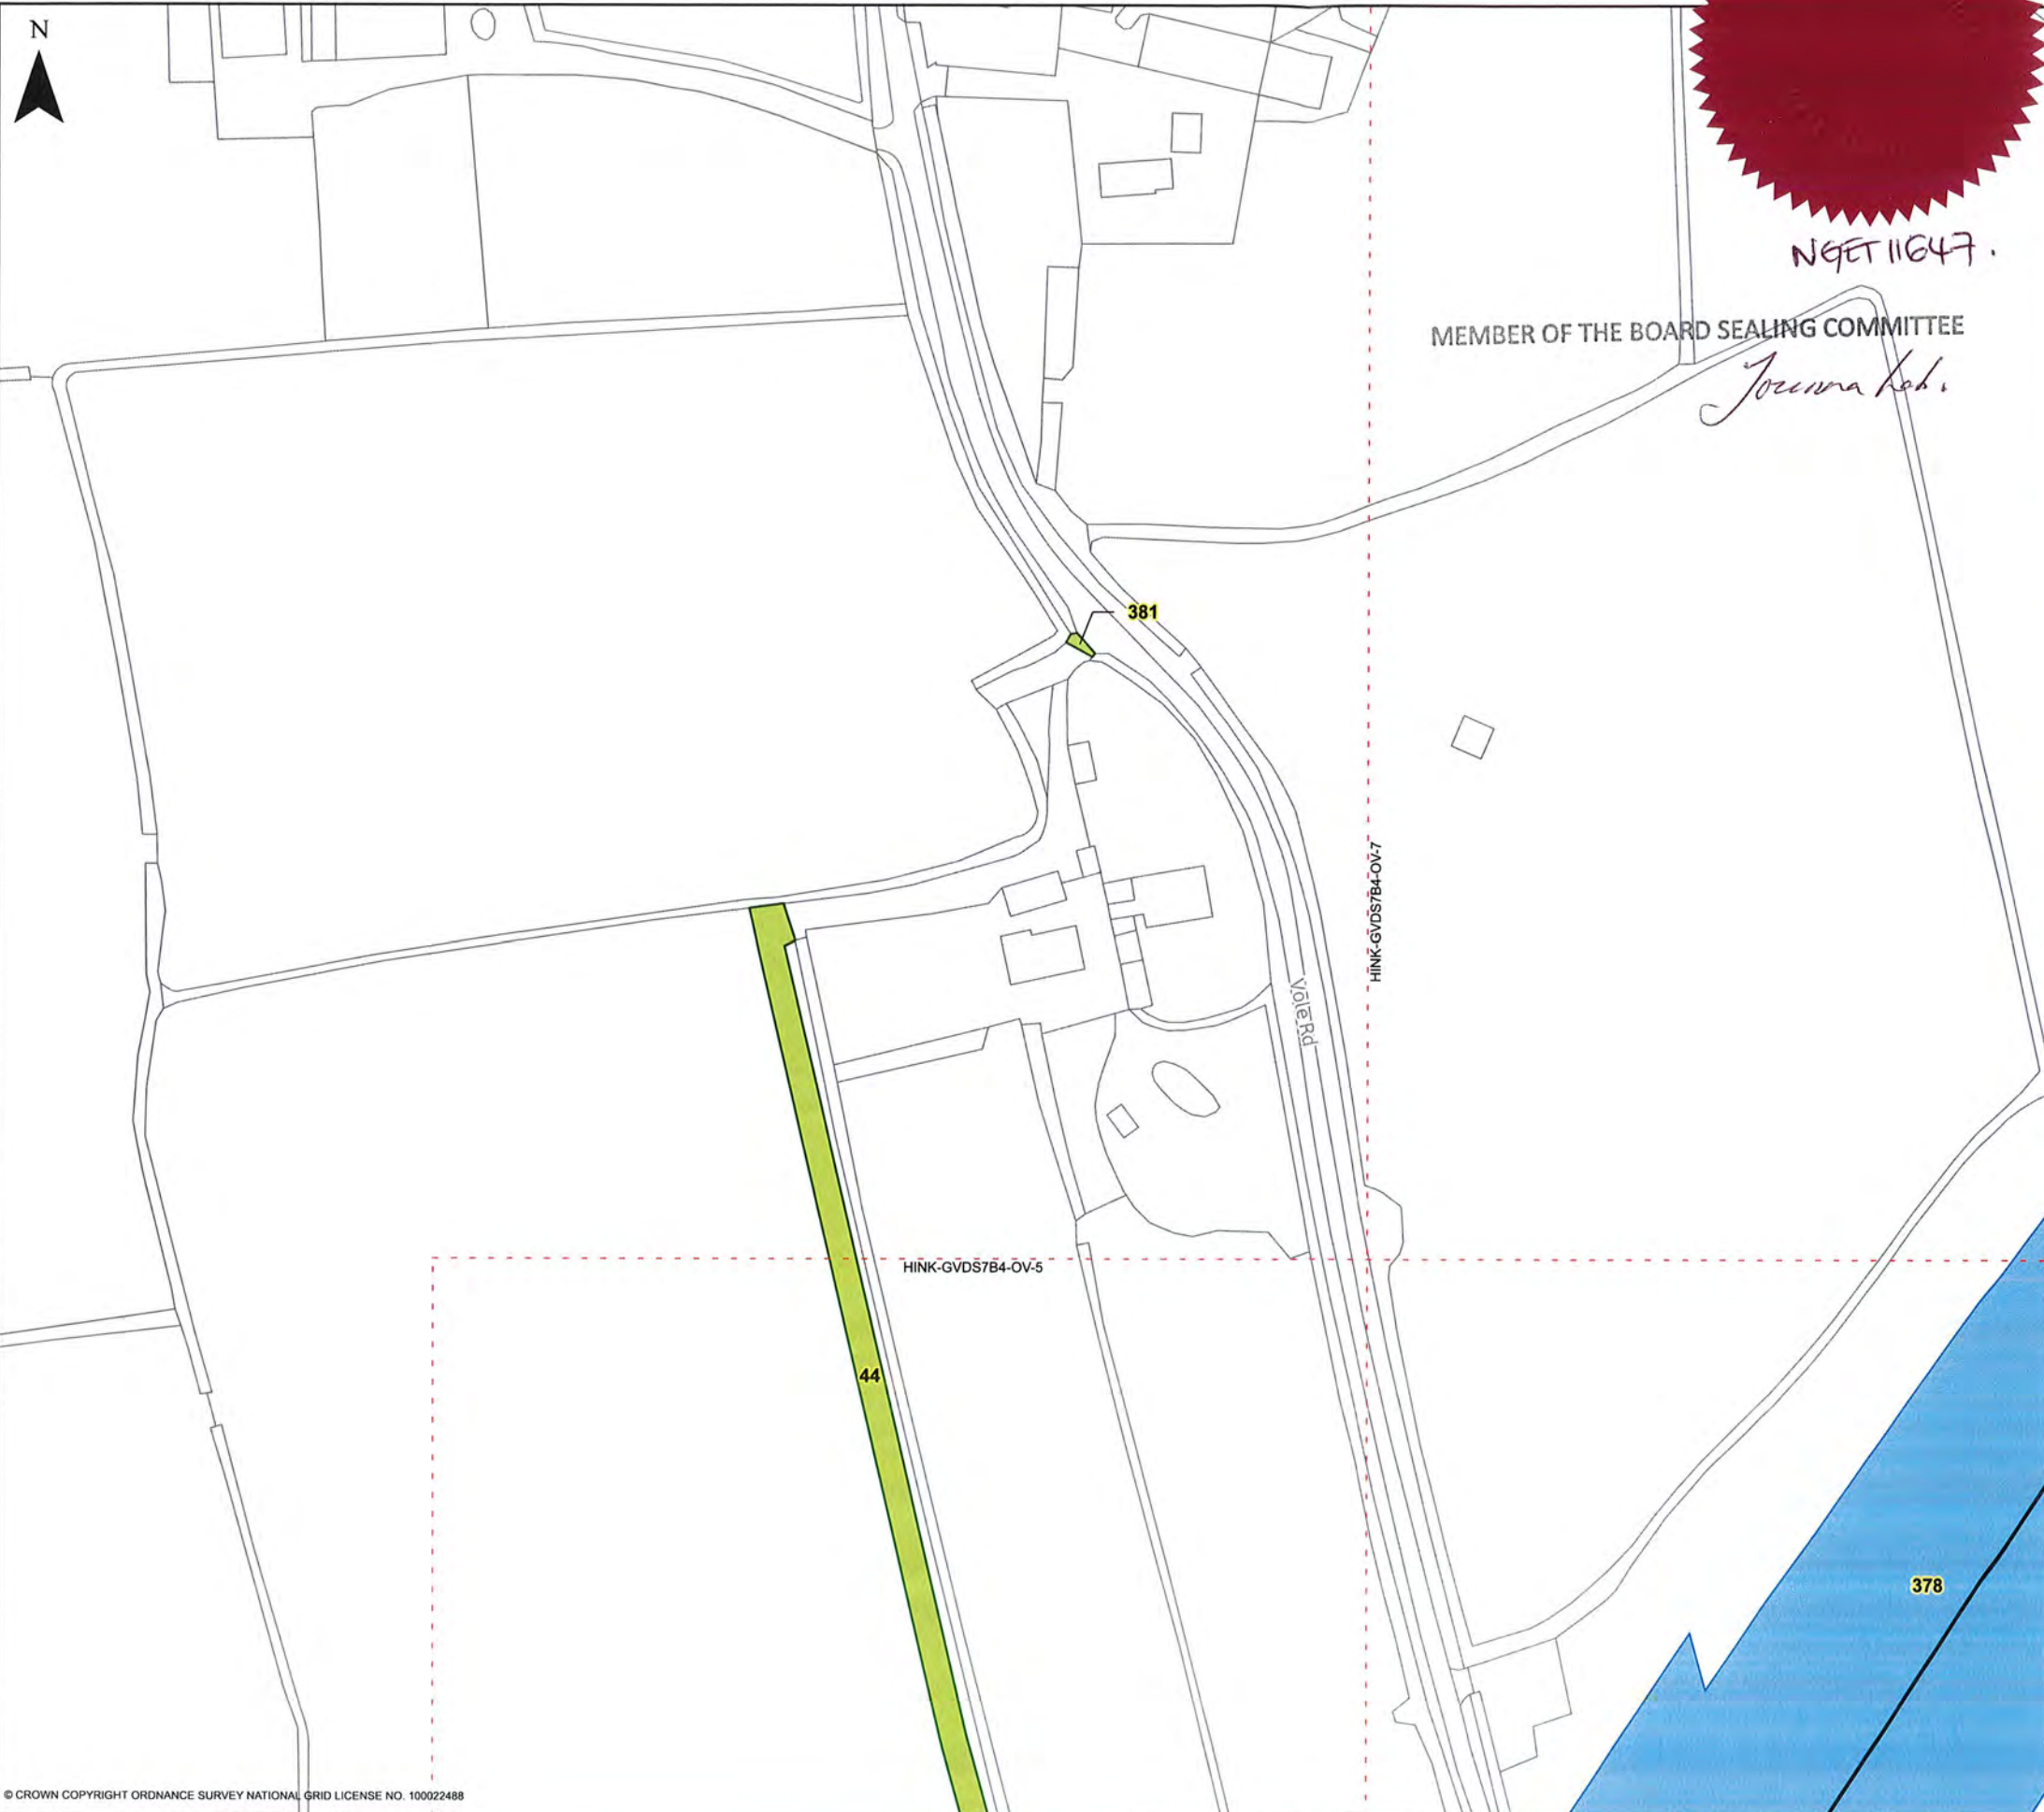 N
NGET 11647.
MEMBER OF THE BOARD SEALING COMMITTEE
381
HINK-GVDS7B4-OV-7
Vole Rd
HINK-GVDS7B4-OV-5
44
378
© CROWN COPYRIGHT ORDNANCE SURVEY NATIONAL GRID LICENSE NO. 100022488